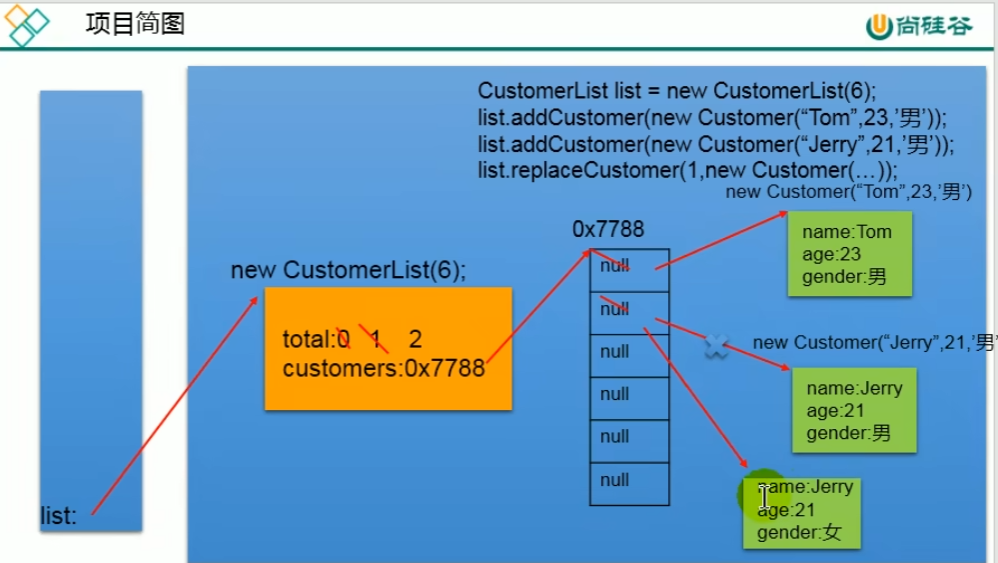 项目简图
尚硅谷
CustomerList list = new CustomerList(6);
list.addCustomer(new Customer(“Tom”,23,’男’));
list.addCustomer(new Customer(“Jerry”,21,’男’));
list.replaceCustomer(1,new Customer(…));
new Customer(“Tom”,23,’男’)
0x7788
name:Tom
age:23
gender:男
new CustomerList(6);
null
null
null
null
null
null
total:0 1 2
customers:0x7788
new Customer(“Jerry”,21,’男’
name:Jerry
age:21
gender:男
name:Jerry
age:21
gender:女
list: